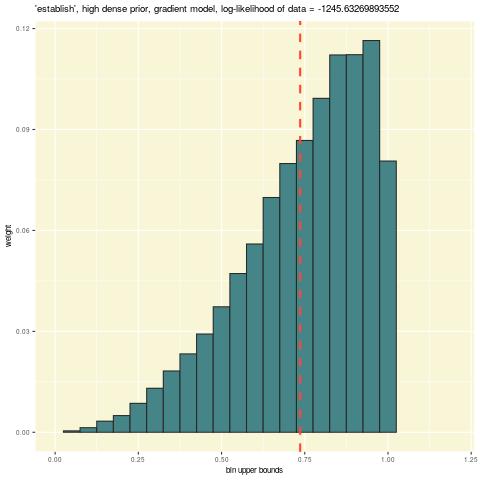 'establish', high dense prior, gradient model, log-likelihood of data = -1245.63269893552
0.12
0.09
0.06
0.03
0.00
weight
0.00 0.25 0.50 0.75 1.00 1.25
bin upper bounds